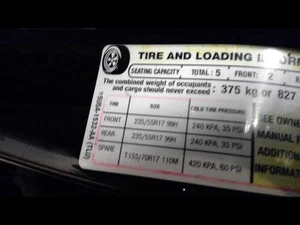 TIRE AND LOADING I
SEATING CAPACITY TOTAL : 5 FRONT: 2
The combined weight of occupants
and cargo should never exceed : 375 kg or 827
TIRE SIZE COLD TIRE PRESSURE
FRONT 235/55R17 99H 240 KPA, 35 PSI
REAR 235/55R17 99H 240 KPA, 35 PSI
SPARE T155/70R17 110M 420 KPA, 60 PSI
SEE OWNE
MANUAL
ADDITION
INFORMAT